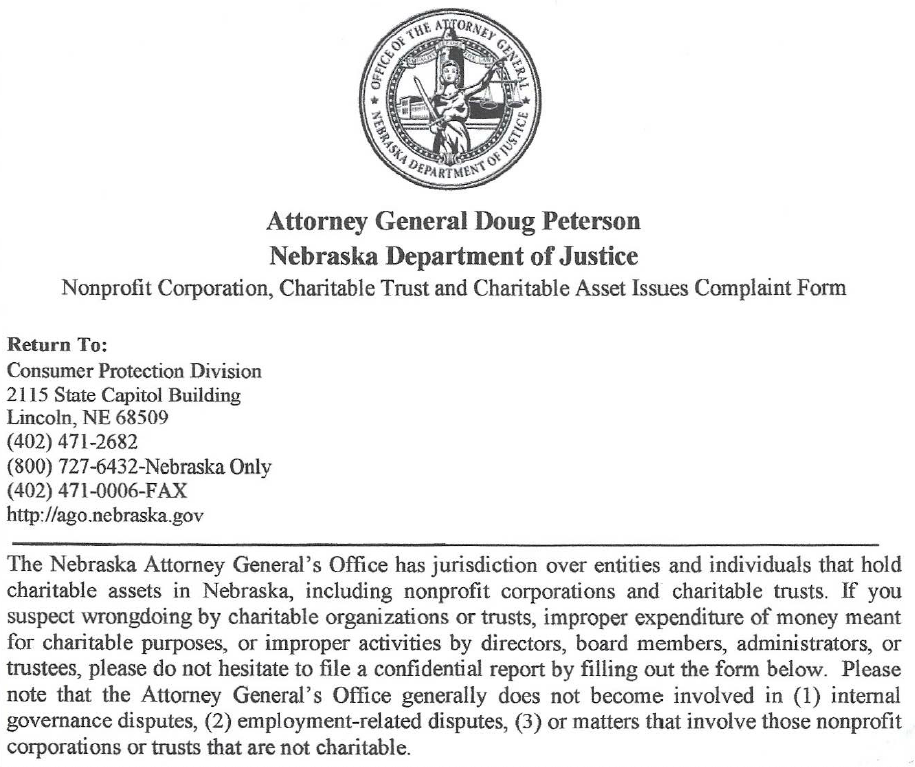 OFFICE OF THE ATTORNEY GENERAL
NEBRASKA DEPARTMENT OF JUSTICE
Attorney General Doug Peterson
Nebraska Department of Justice
Nonprofit Corporation, Charitable Trust and Charitable Asset Issues Complaint Form
Return To:
Consumer Protection Division
2115 State Capitol Building
Lincoln, NE 68509
(402) 471-2682
(800) 727-6432-Nebraska Only
(402) 471-0006-FAX
http://ago.nebraska.gov
The Nebraska Attorney General's Office has jurisdiction over entities and individuals that hold
charitable assets in Nebraska, including nonprofit corporations and charitable trusts. If you
suspect wrongdoing by charitable organizations or trusts, improper expenditure of money meant
for charitable purposes, or improper activities by directors, board members, administrators, or
trustees, please do not hesitate to file a confidential report by filling out the form below. Please
note that the Attorney General's Office generally does not become involved in (1) internal
governance disputes, (2) employment-related disputes, (3) or matters that involve those nonprofit
corporations or trusts that are not charitable.